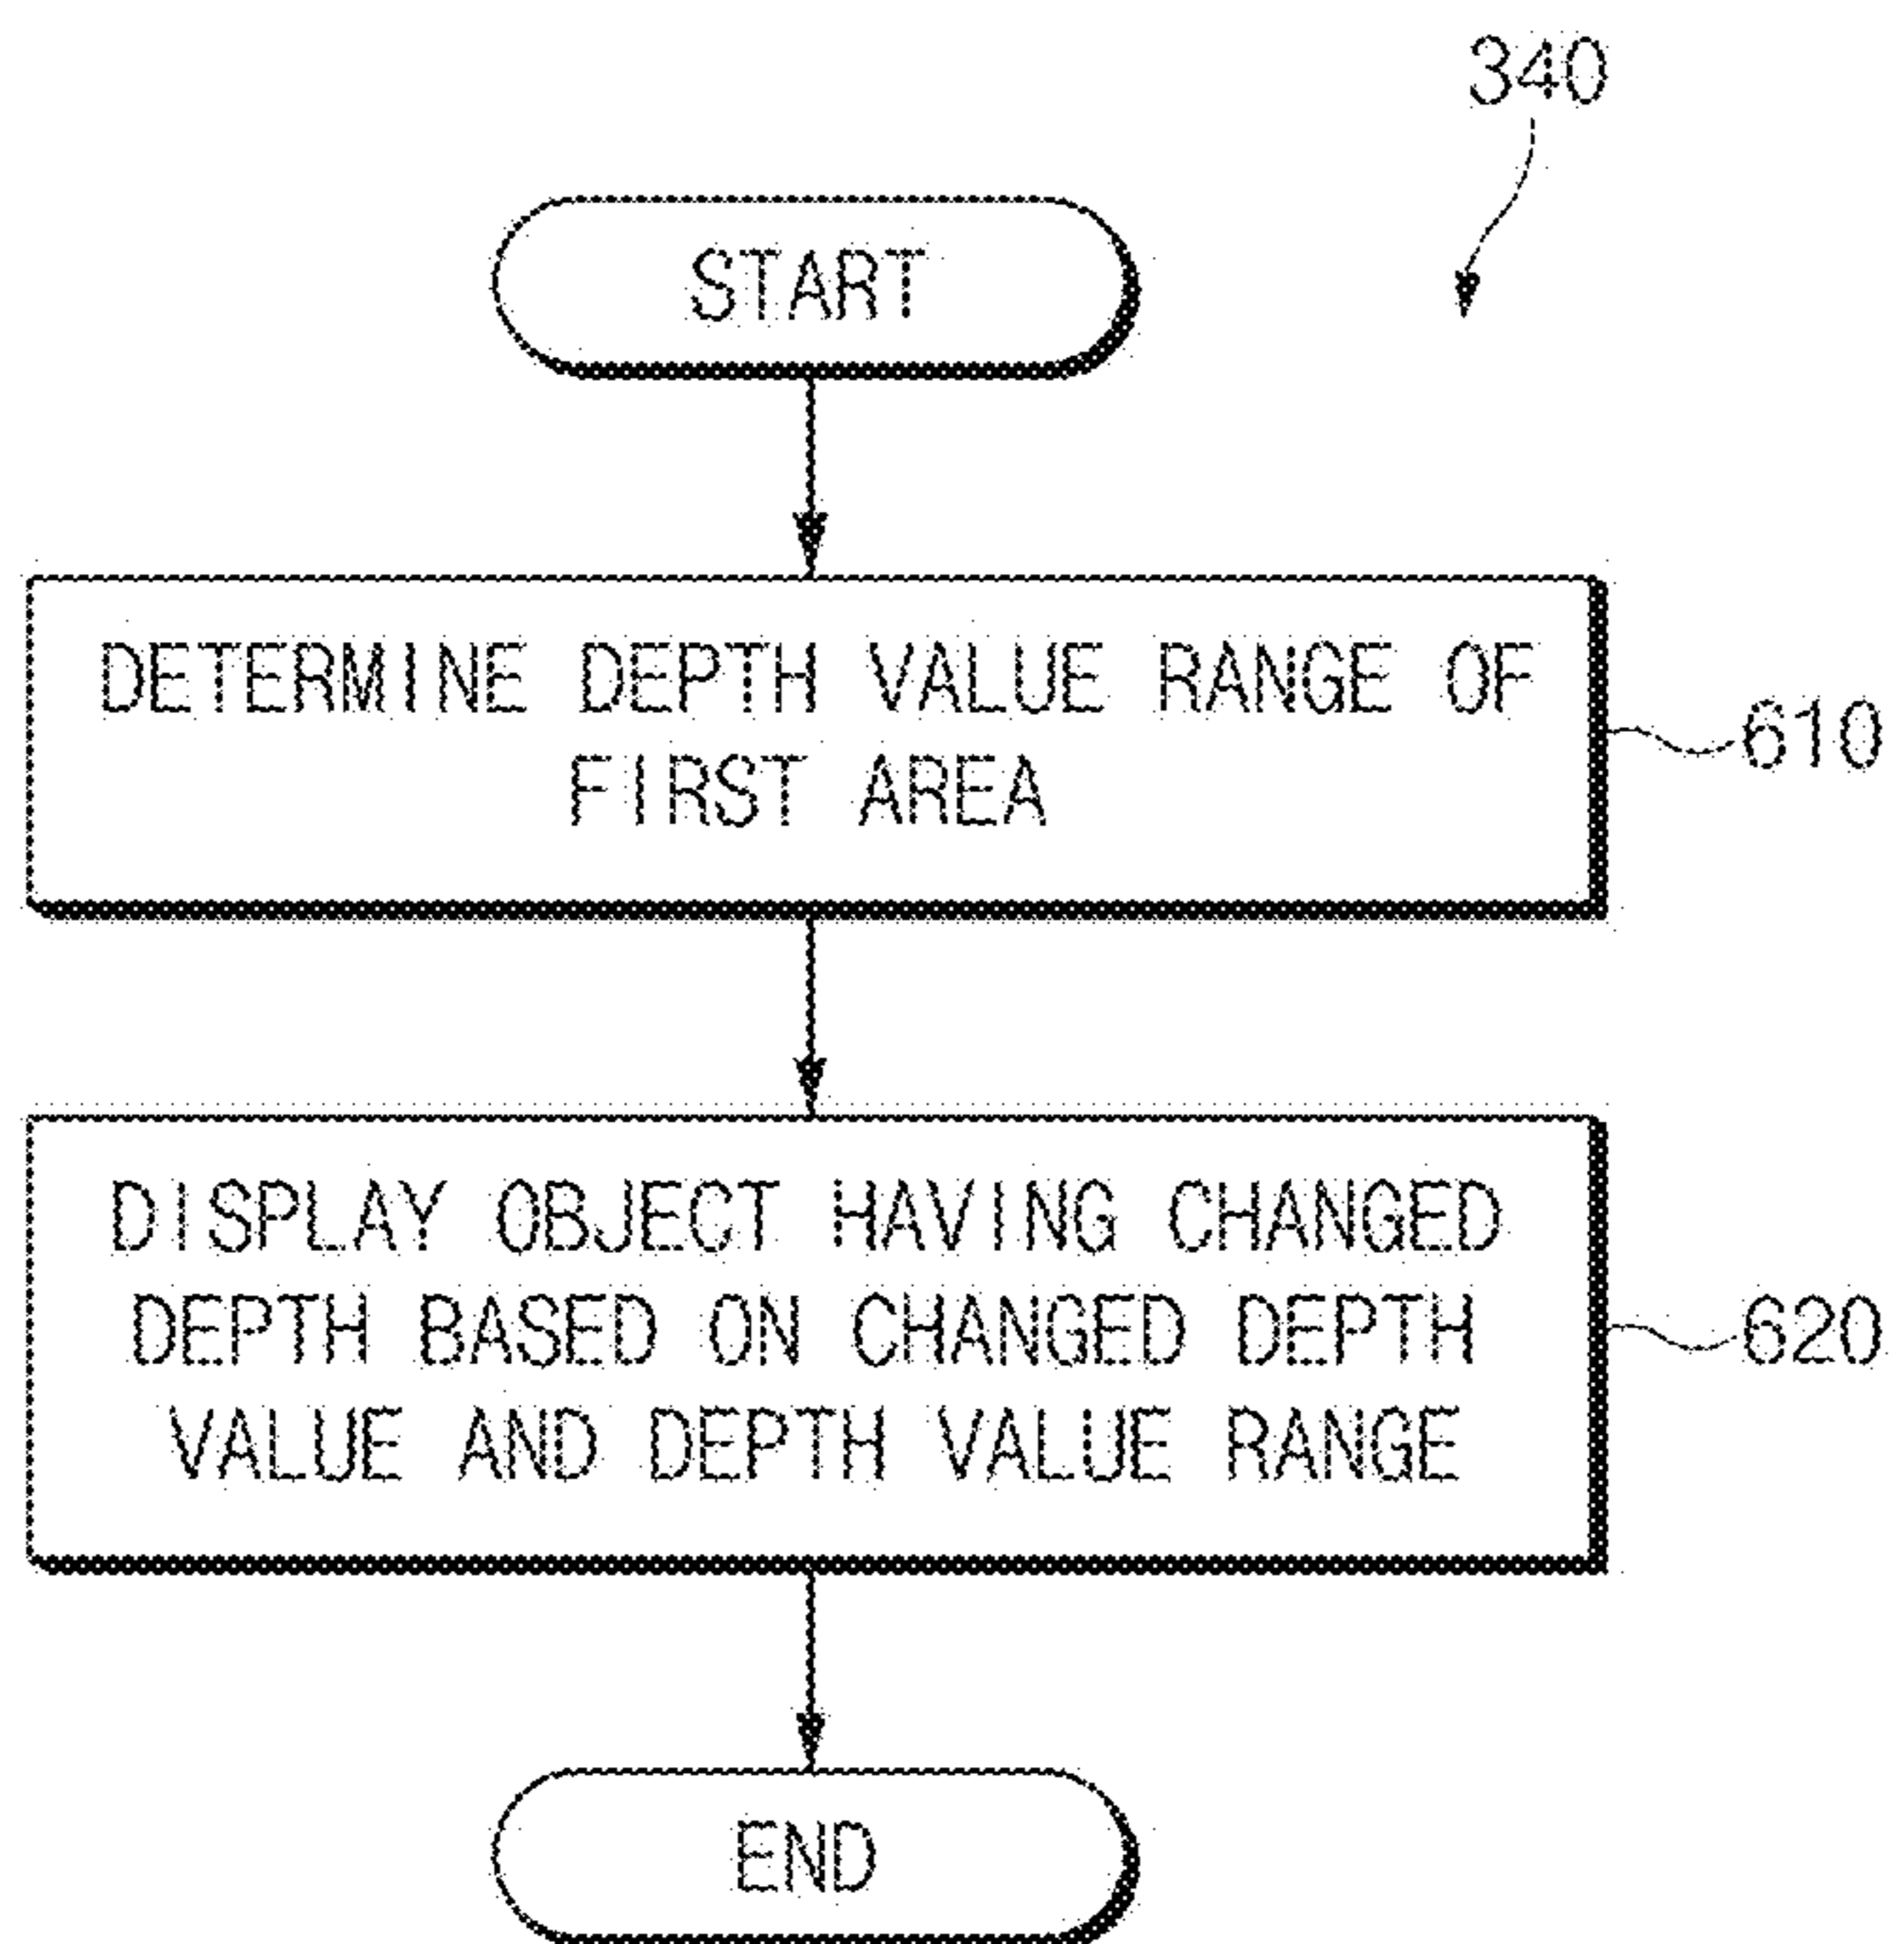 340
START
DETERMINE DEPTH VALUE RANGE OF
FIRST AREA
610
DISPLAY OBJECT HAVING CHANGED
DEPTH BASED ON CHANGED DEPTH
VALUE AND DEPTH VALUE RANGE
620
END